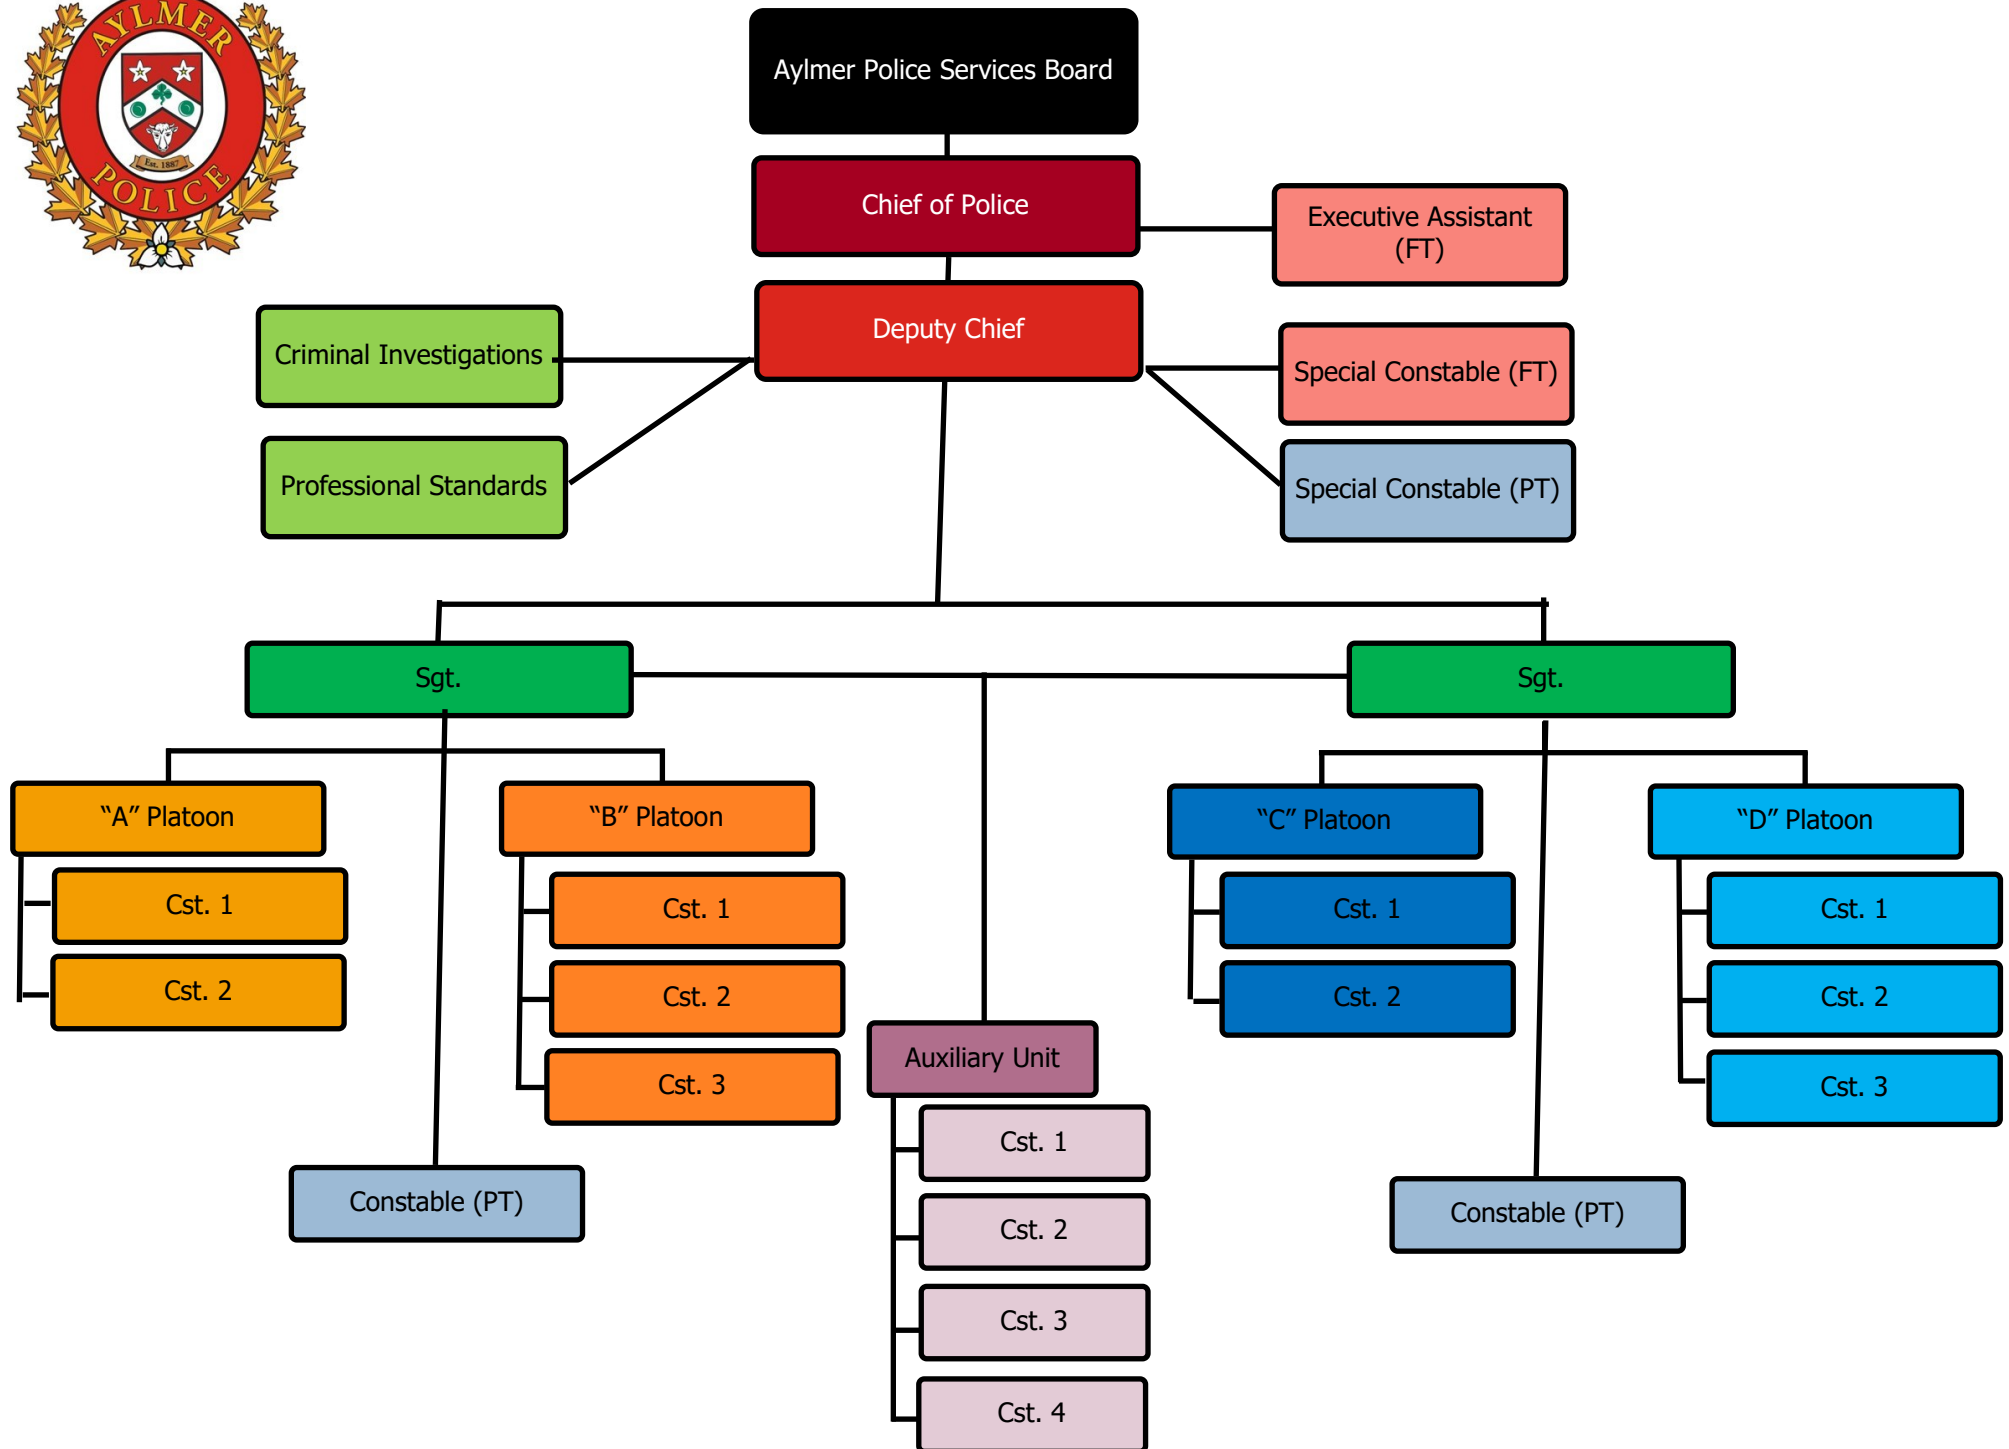 AYLMER
POLICE
Est. 1887
Aylmer Police Services Board
Chief of Police
Executive Assistant
(FT)
Deputy Chief
Criminal Investigations
Special Constable (FT)
Professional Standards
Special Constable (PT)
Sgt.
Sgt.
“A” Platoon
Cst. 1
Cst. 2
“B” Platoon
Cst. 1
Cst. 2
Cst. 3
Constable (PT)
Auxiliary Unit
Cst. 1
Cst. 2
Cst. 3
Cst. 4
“C” Platoon
Cst. 1
Cst. 2
“D” Platoon
Cst. 1
Cst. 2
Cst. 3
Constable (PT)